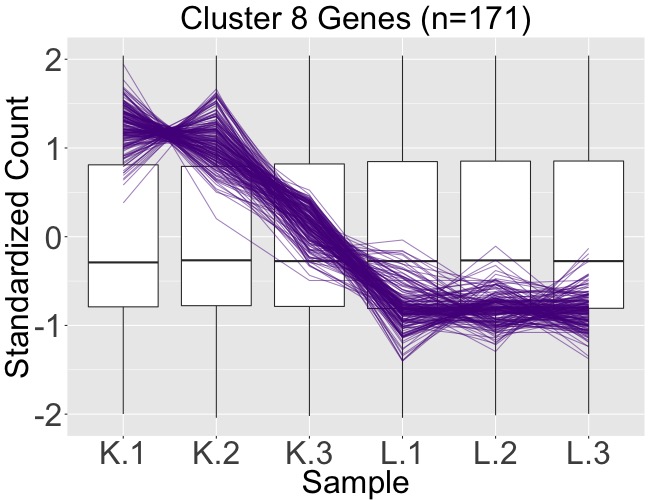 Cluster 8 Genes (n=171)
Standardized Count
2
1
0
-1
-2
K.1 K.2 K.3 L.1 L.2 L.3
Sample